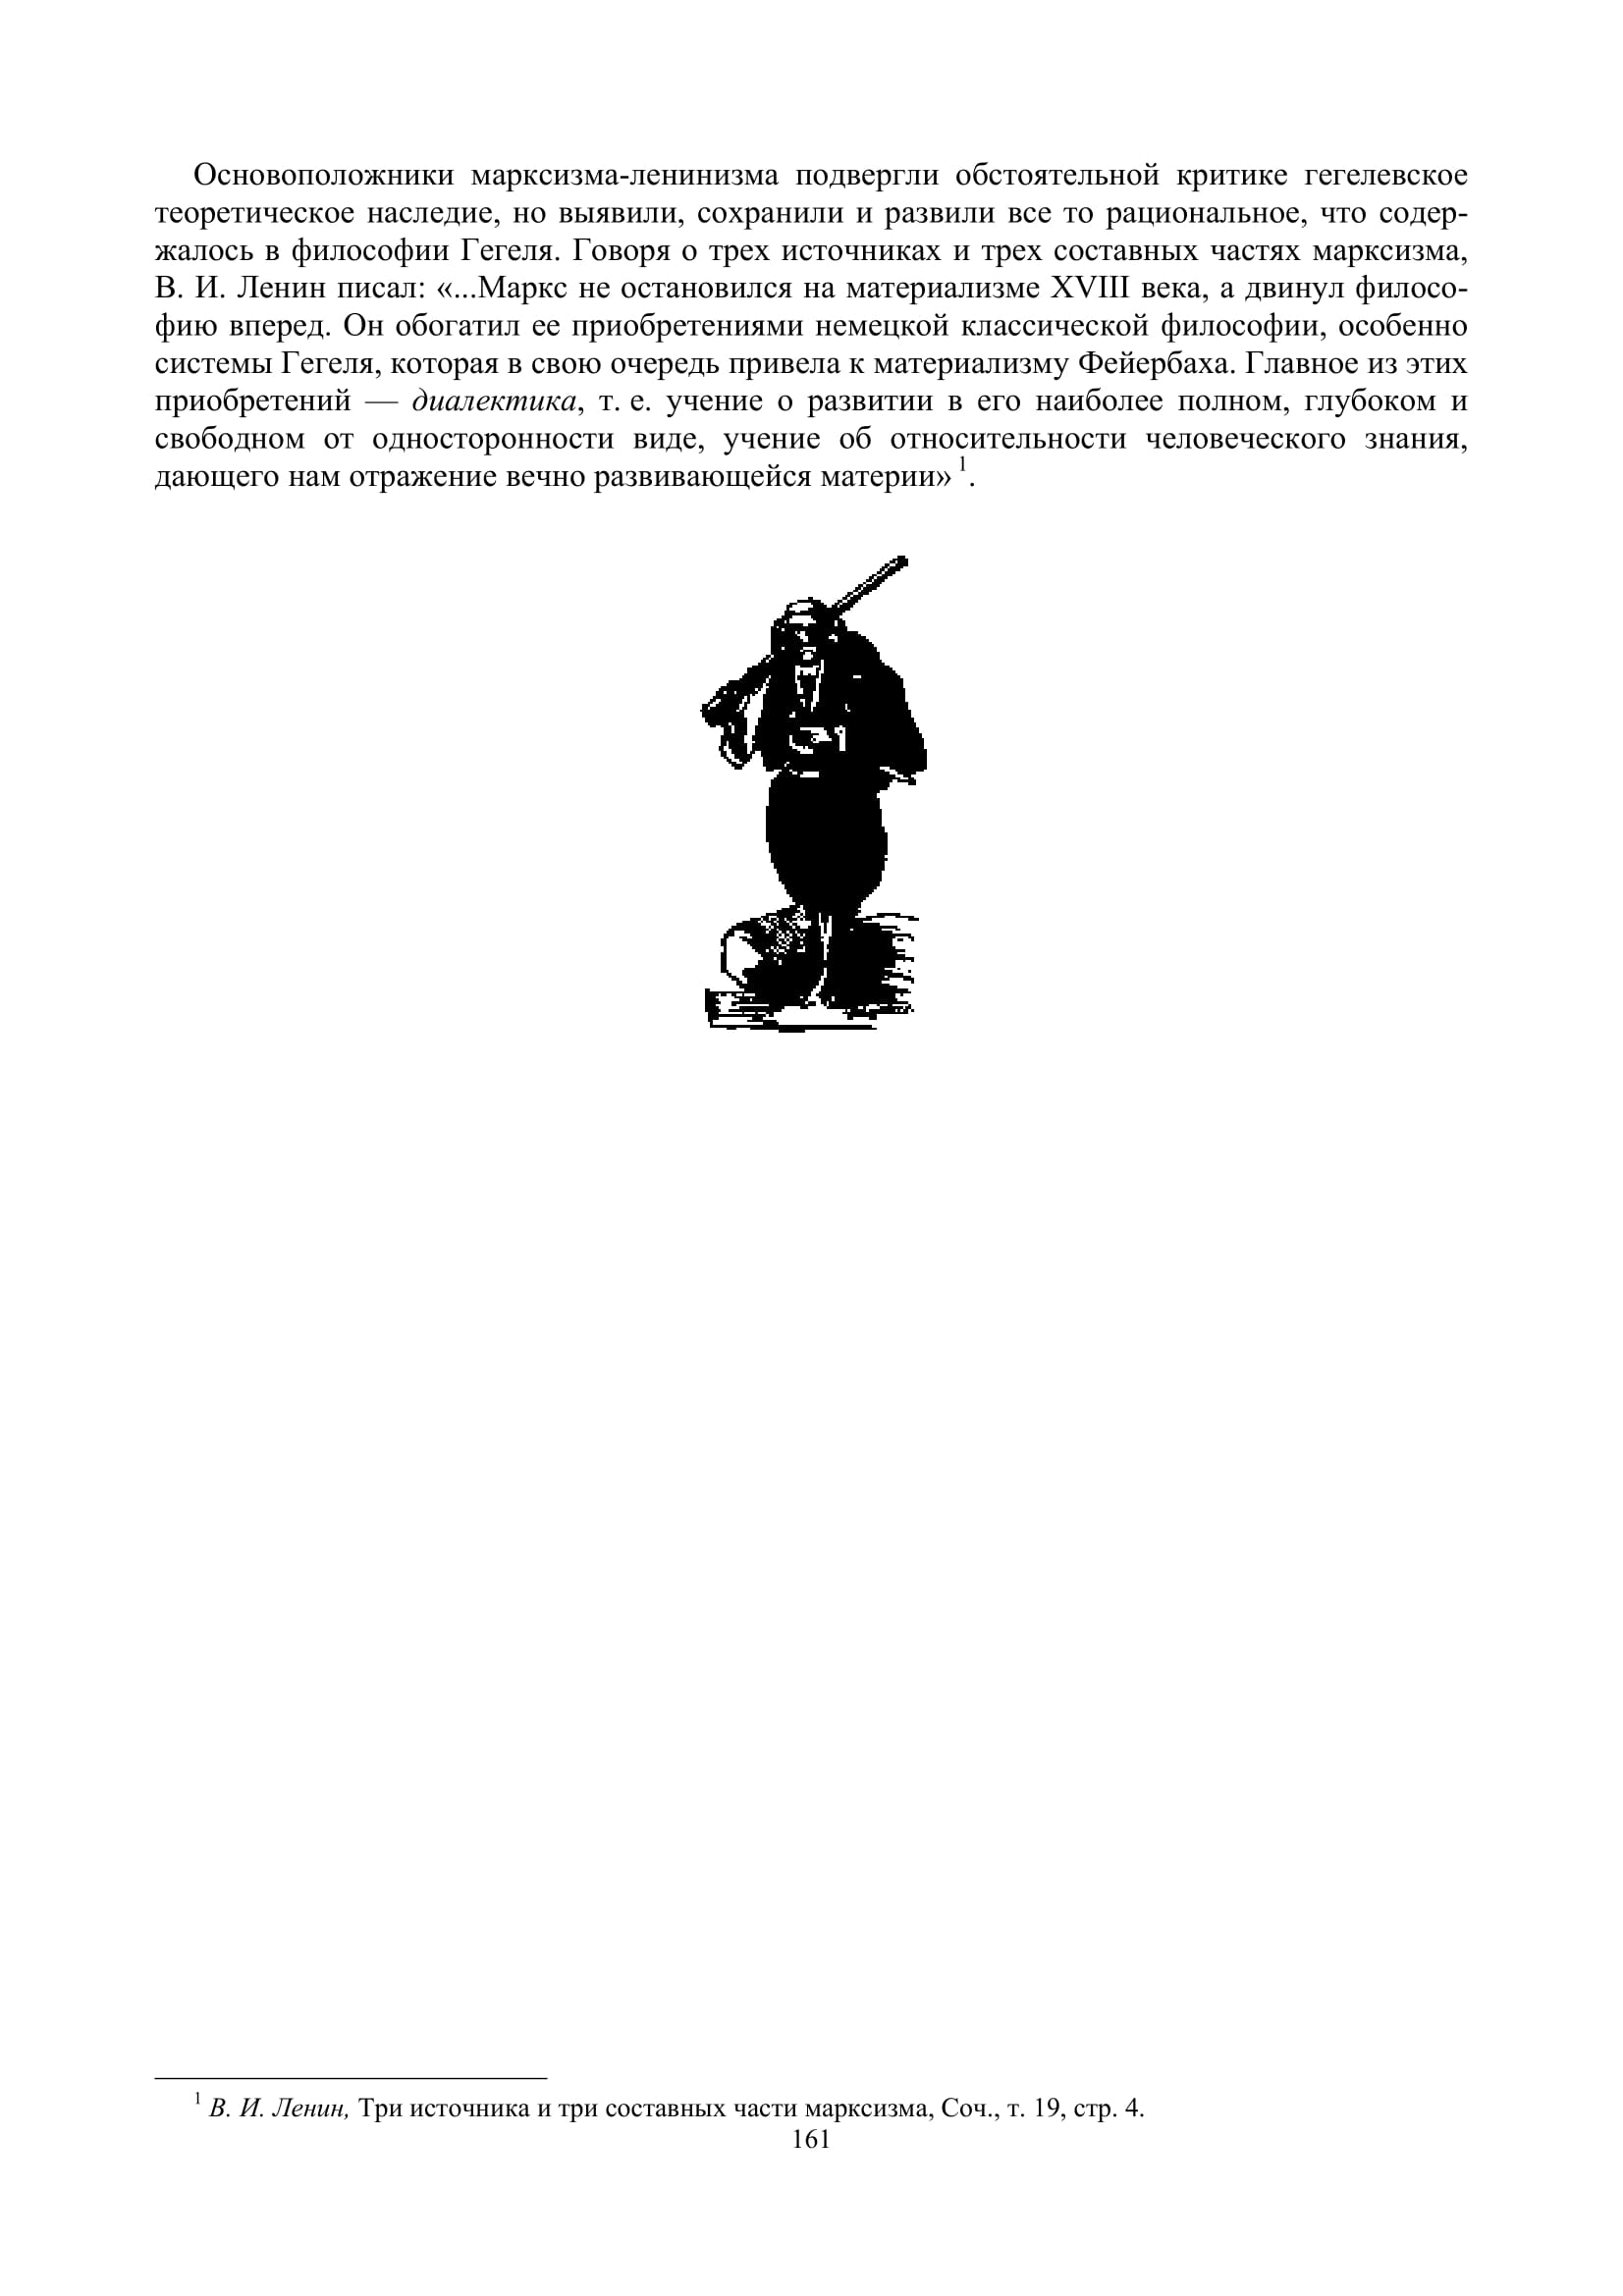 Основоположники марксизма-ленинизма подвергли обстоятельной критике гегелевское
теоретическое наследие, но выявили, сохранили и развили все то рациональное, что содер-
жалось в философии Гегеля. Говоря о трех источниках и трех составных частях марксизма,
В. И. Ленин писал: «...Маркс не остановился на материализме XVIII века, а двинул филосо-
фию вперед. Он обогатил ее приобретениями немецкой классической философии, особенно
системы Гегеля, которая в свою очередь привела к материализму Фейербаха. Главное из этих
приобретений — диалектика, т. е. учение о развитии в его наиболее полном, глубоком и
свободном от односторонности виде, учение об относительности человеческого знания,
дающего нам отражение вечно развивающейся материи» 1.
1 В. И. Ленин, Три источника и три составных части марксизма, Соч., т. 19, стр. 4.
161